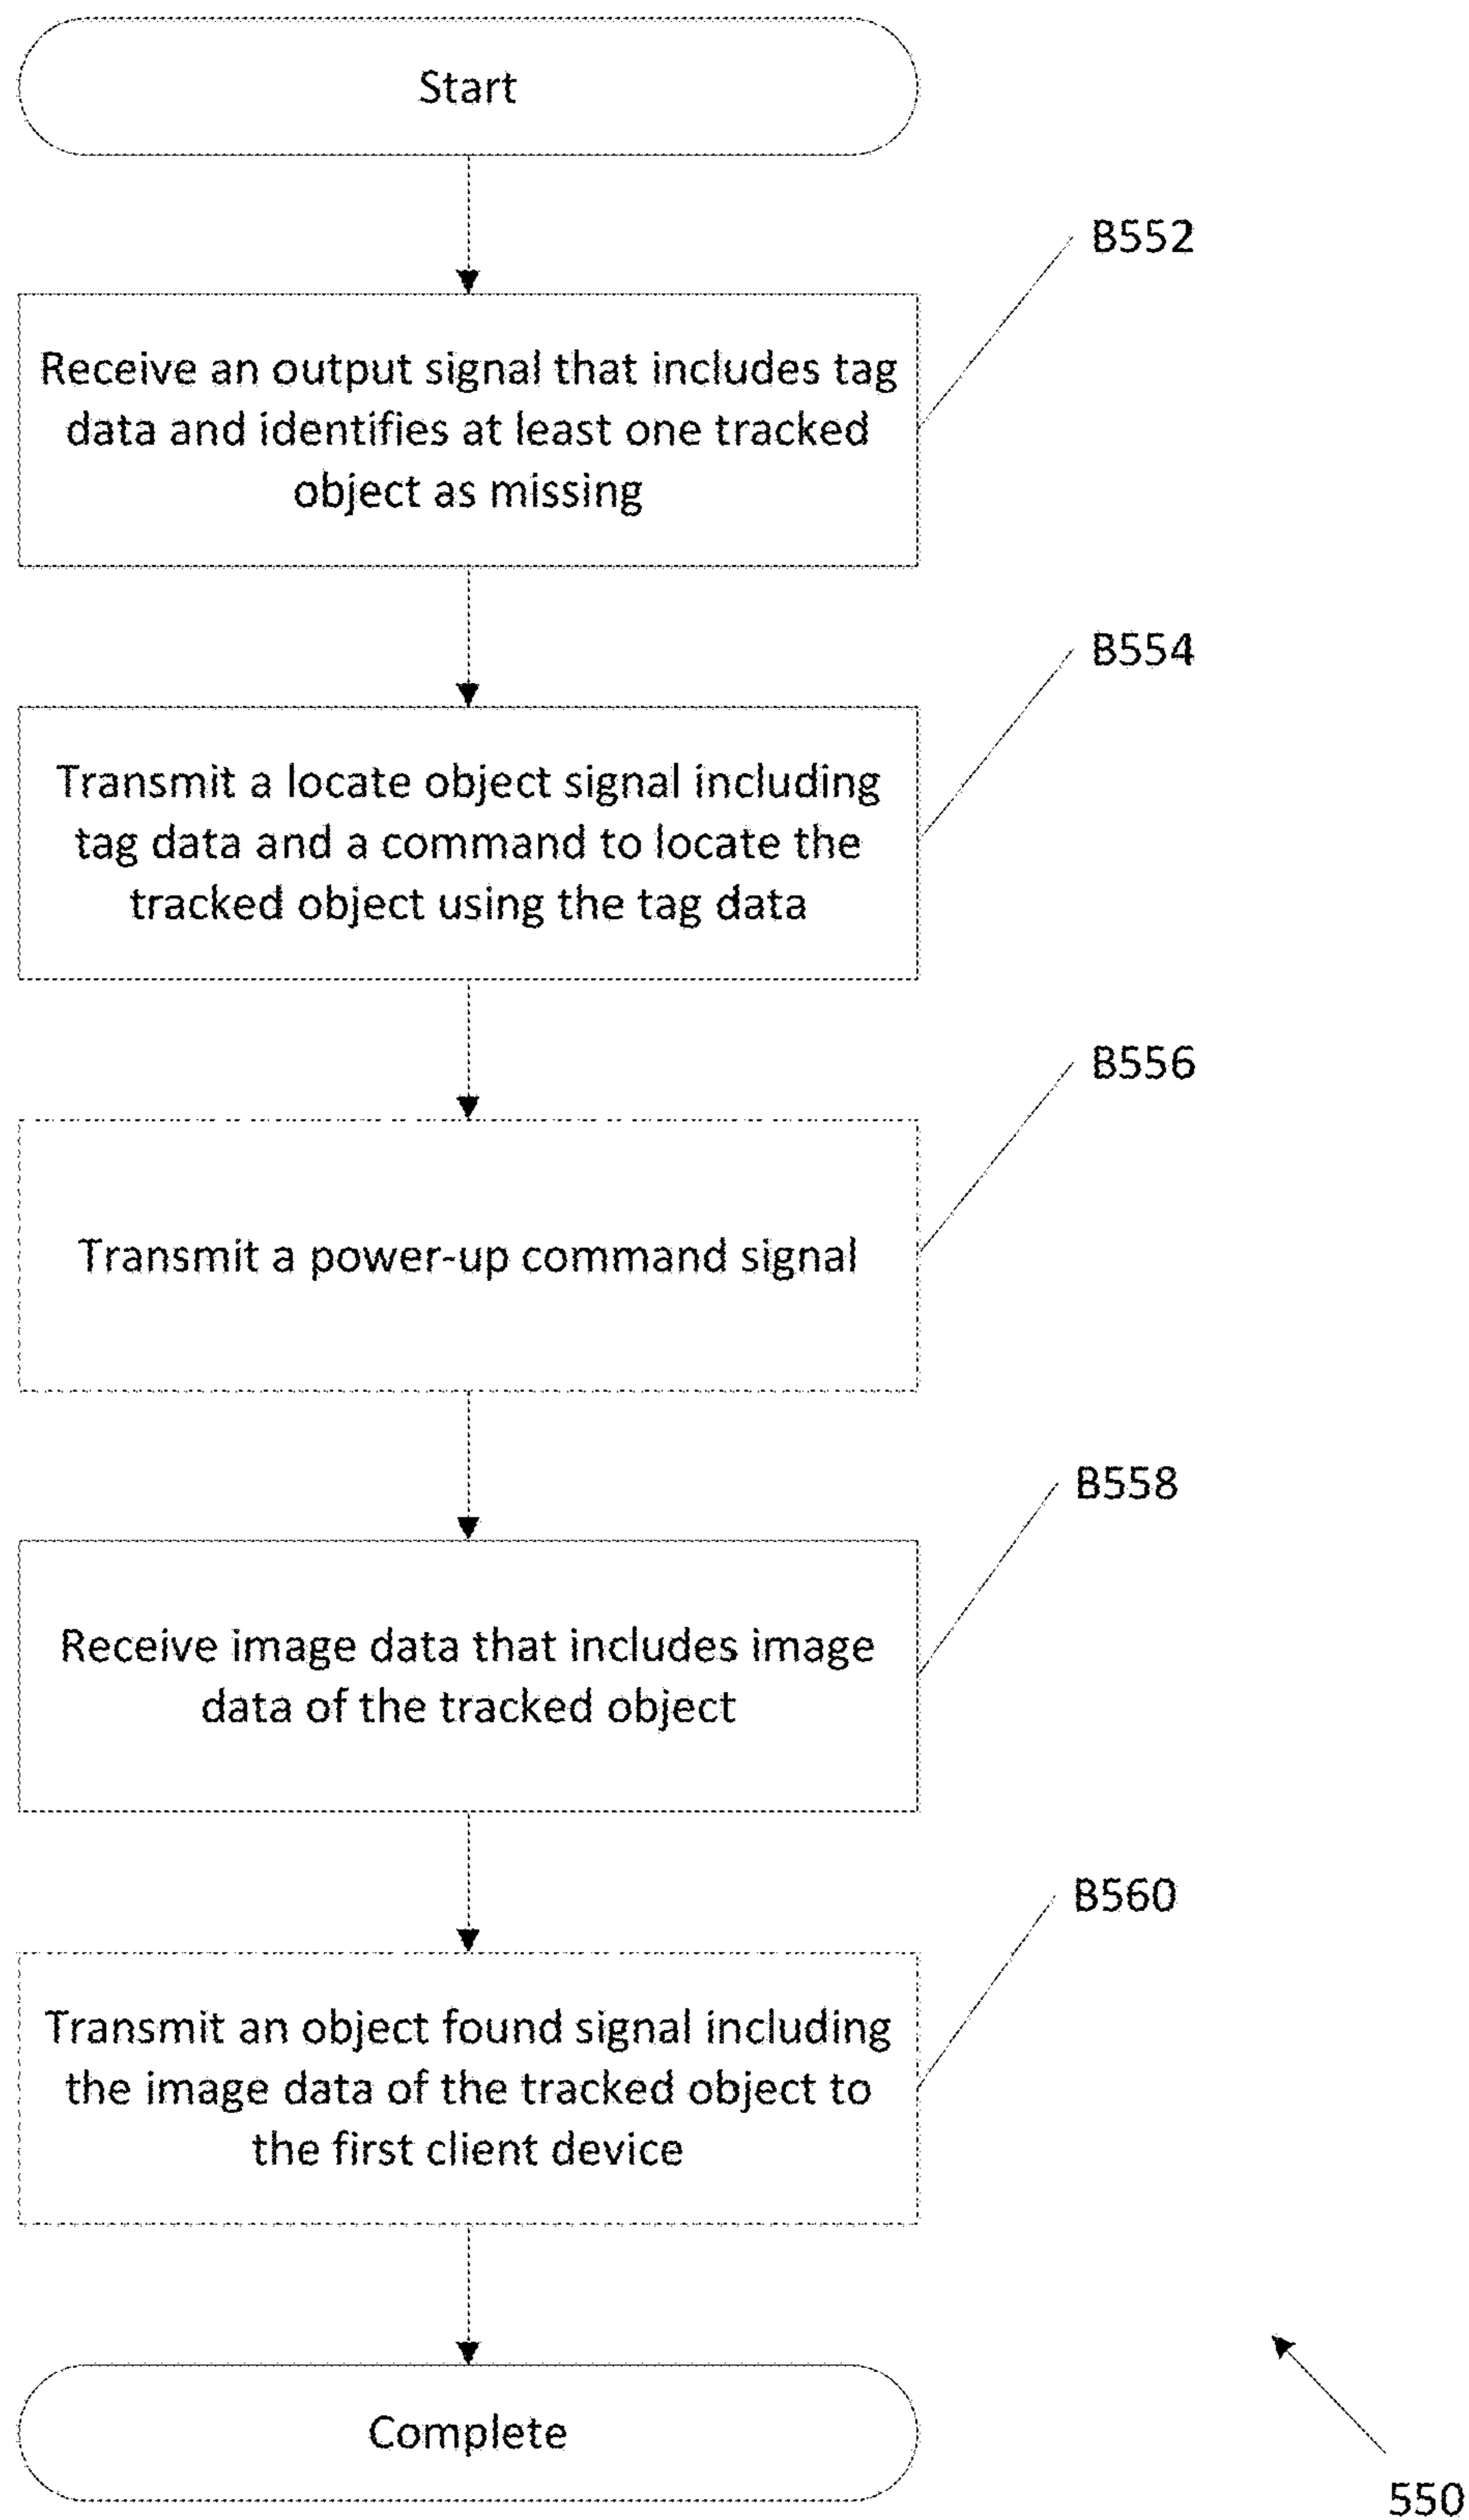 Start
B552
Receive an output signal that includes tag
data and identifies at least one tracked
object as missing
B554
Transmit a locate object signal including
tag data and a command to locate the
tracked object using the tag data
B556
Transmit a power-up command signal
B558
Receive image data that includes image
data of the tracked object
B560
Transmit an object found signal including
the image data of the tracked object to
the first client device
Complete
550